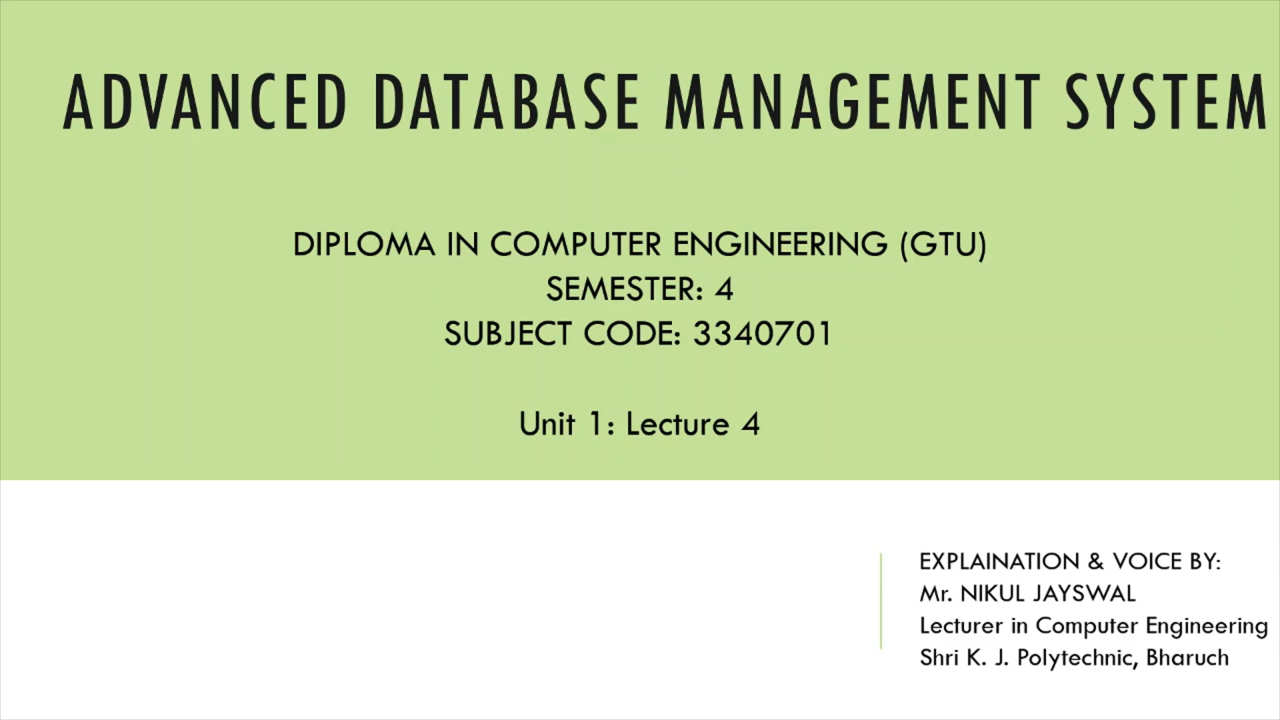 ADVANCED DATABASE MANAGEMENT SYSTEM
DIPLOMA IN COMPUTER ENGINEERING (GTU)
SEMESTER: 4
SUBJECT CODE: 3340701
Unit 1: Lecture 4
EXPLAINATION & VOICE BY:
Mr. NIKUL JAYSWAL
Lecturer in Computer Engineering
Shri K. J. Polytechnic, Bharuch